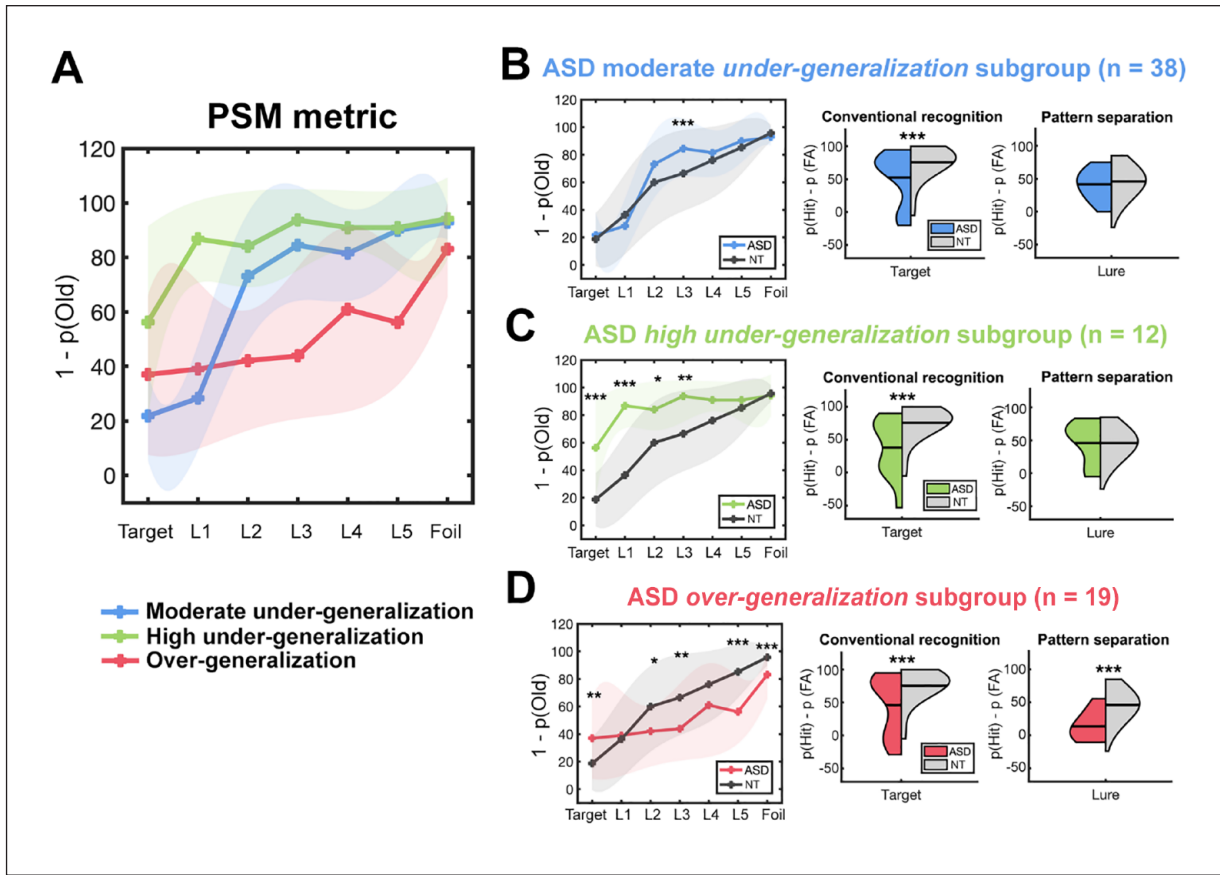 A
PSM metric
1 - p(Old)
120
100
80
60
40
20
0
Target L1 L2 L3 L4 L5 Foil
Moderate under-generalization
High under-generalization
Over-generalization
B ASD moderate under-generalization subgroup (n = 38)
1 - p(Old)
120
100
80
60
40
20
0
***
ASD
NT
Target L1 L2 L3 L4 L5 Foil
Conventional recognition
***
p(Hit) - p (FA)
100
50
0
-50
ASD
NT
Target
Pattern separation
p(Hit) - p (FA)
100
50
0
-50
Lure
C ASD high under-generalization subgroup (n = 12)
1 - p(Old)
120
100
80
60
40
20
0
*** *** * **
ASD
NT
Target L1 L2 L3 L4 L5 Foil
Conventional recognition
***
p(Hit) - p (FA)
100
50
0
-50
ASD
NT
Target
Pattern separation
p(Hit) - p (FA)
100
50
0
-50
Lure
D ASD over-generalization subgroup (n = 19)
1 - p(Old)
120
100
80
60
40
20
0
** * ** *** ***
ASD
NT
Target L1 L2 L3 L4 L5 Foil
Conventional recognition
***
p(Hit) - p (FA)
100
50
0
-50
ASD
NT
Target
Pattern separation
***
p(Hit) - p (FA)
100
50
0
-50
Lure